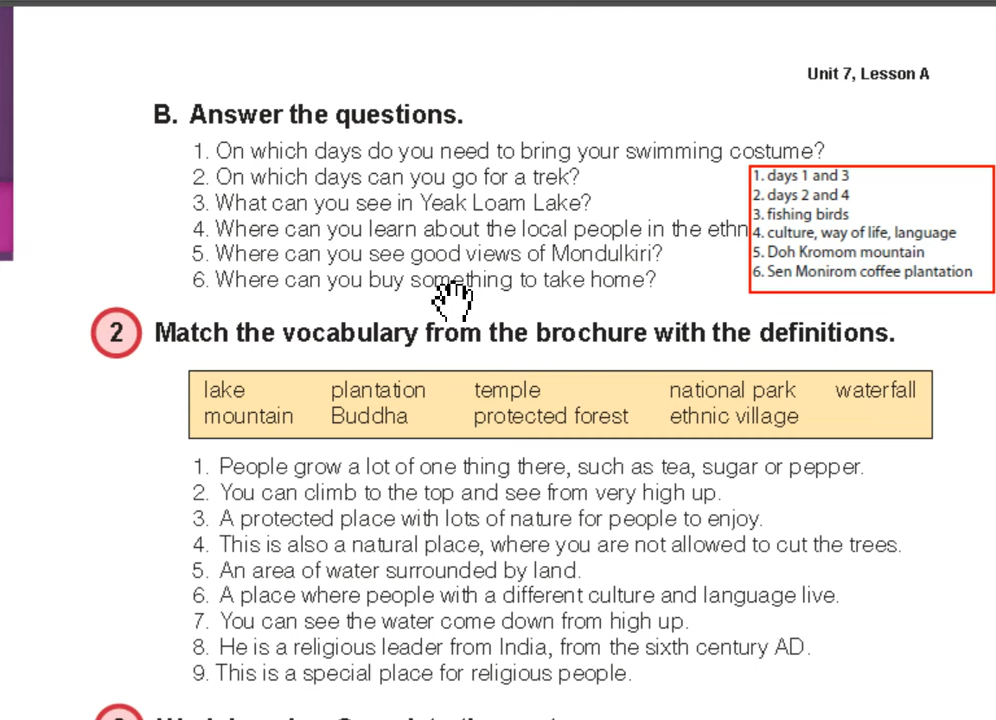 Unit 7, Lesson A
B. Answer the questions.
1. On which days do you need to bring your swimming costume?
2. On which days can you go for a trek?
3. What can you see in Yeak Loam Lake?
4. Where can you learn about the local people in the ethn
5. Where can you see good views of Mondulkiri?
6. Where can you buy something to take home?
1. days 1 and 3
2. days 2 and 4
3. fishing birds
4. culture, way of life, language
5. Doh Kromom mountain
6. Sen Monirom coffee plantation
2 Match the vocabulary from the brochure with the definitions.
lake plantation temple national park waterfall
mountain Buddha protected forest ethnic village
1. People grow a lot of one thing there, such as tea, sugar or pepper.
2. You can climb to the top and see from very high up.
3. A protected place with lots of nature for people to enjoy.
4. This is also a natural place, where you are not allowed to cut the trees.
5. An area of water surrounded by land.
6. A place where people with a different culture and language live.
7. You can see the water come down from high up.
8. He is a religious leader from India, from the sixth century AD.
9. This is a special place for religious people.